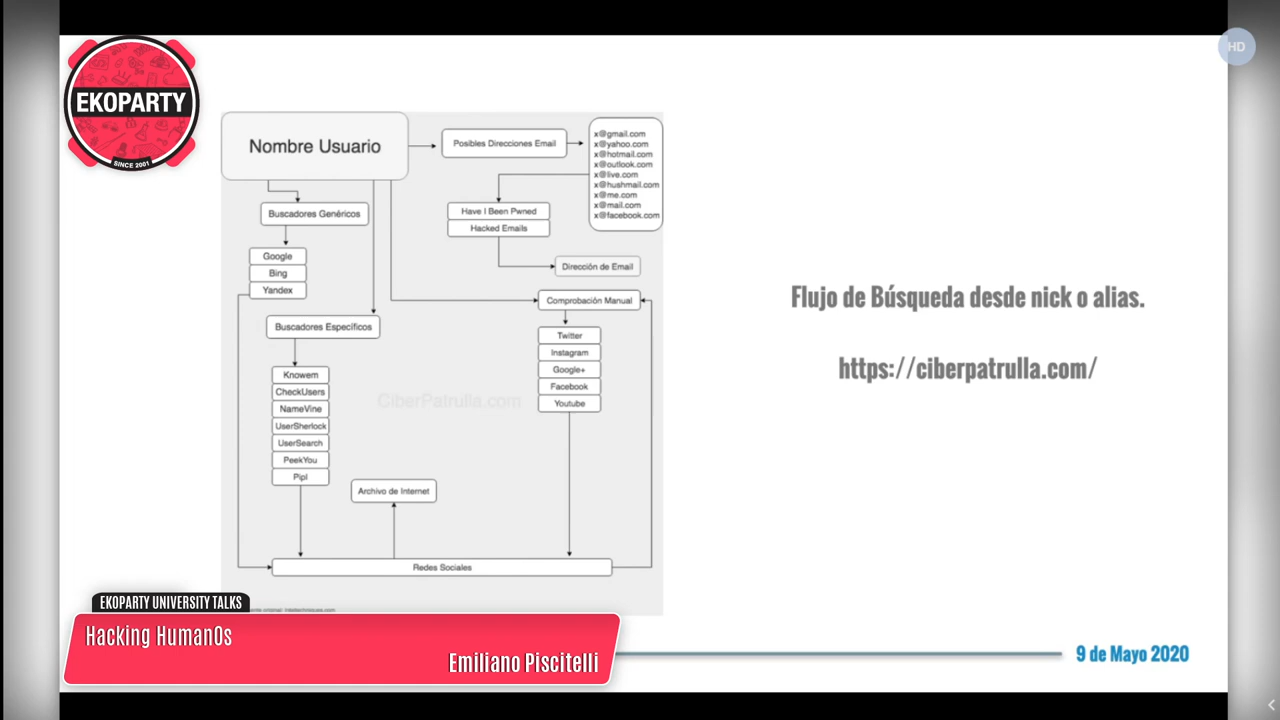 HD
EKOPARTY
SINCE 2001
Nombre Usuario
Posibles Direcciones Email
x@gmail.com
x@yahoo.com
x@hotmail.com
x@outlook.com
x@live.com
x@hushmail.com
x@me.com
x@mail.com
x@facebook.com
Buscadores Genéricos
Have I Been Pwned
Hacked Emails
Google
Bing
Yandex
Dirección de Email
Comprobación Manual
Buscadores Específicos
Twitter
Instagram
Google+
Facebook
Youtube
Knowem
CheckUsers
NameVine
UserSherlock
UserSearch
PeekYou
Pipl
CiberPatrulla.com
Archivo de Internet
Redes Sociales
Flujo de Búsqueda desde nick o alias.
https://ciberpatrulla.com/
EKOPARTY UNIVERSITY TALKS
Hacking HumanOs
Emiliano Piscitelli
9 de Mayo 2020